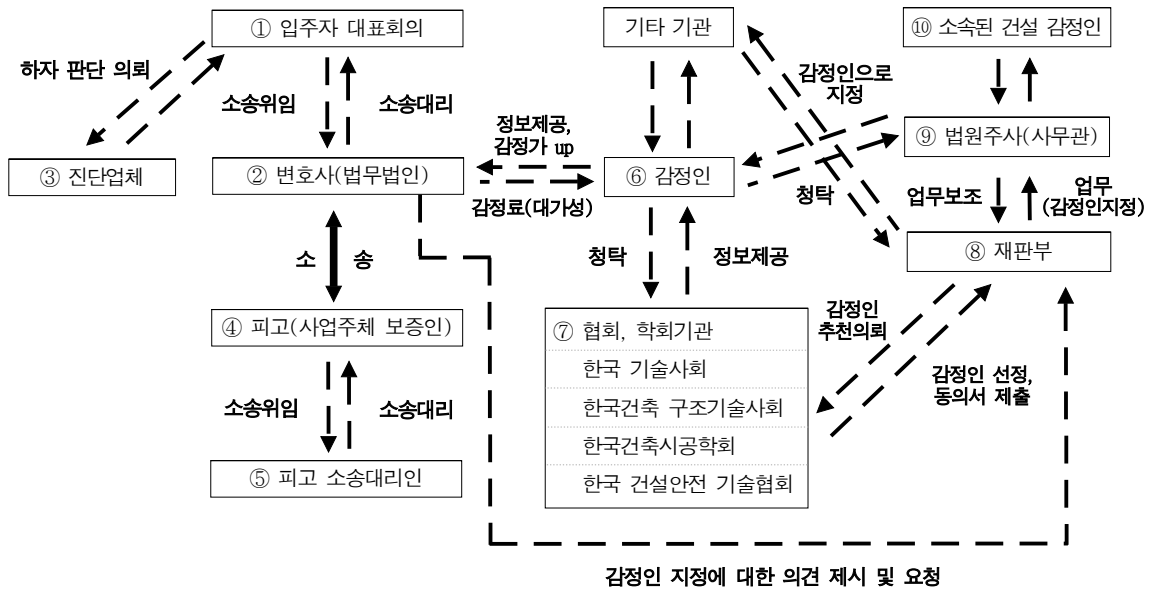 ① 입주자 대표회의
기타 기관
⑩ 소속된 건설 감정인
하자 판단 의뢰
소송위임
소송대리
감정인으로
지정
정보제공,
감정가 up
⑨ 법원주사(사무관)
③ 진단업체
② 변호사(법무법인)
⑥ 감정인
감정료(대가성)
청탁
업무보조
업무
(감정인지정)
소 송
청탁
정보제공
⑧ 재판부
④ 피고(사업주체 보증인)
⑦ 협회, 학회기관
한국 기술사회
한국건축 구조기술사회
한국건축시공학회
한국 건설안전 기술협회
감정인
추천의뢰
감정인 선정,
동의서 제출
소송위임
소송대리
⑤ 피고 소송대리인
감정인 지정에 대한 의견 제시 및 요청